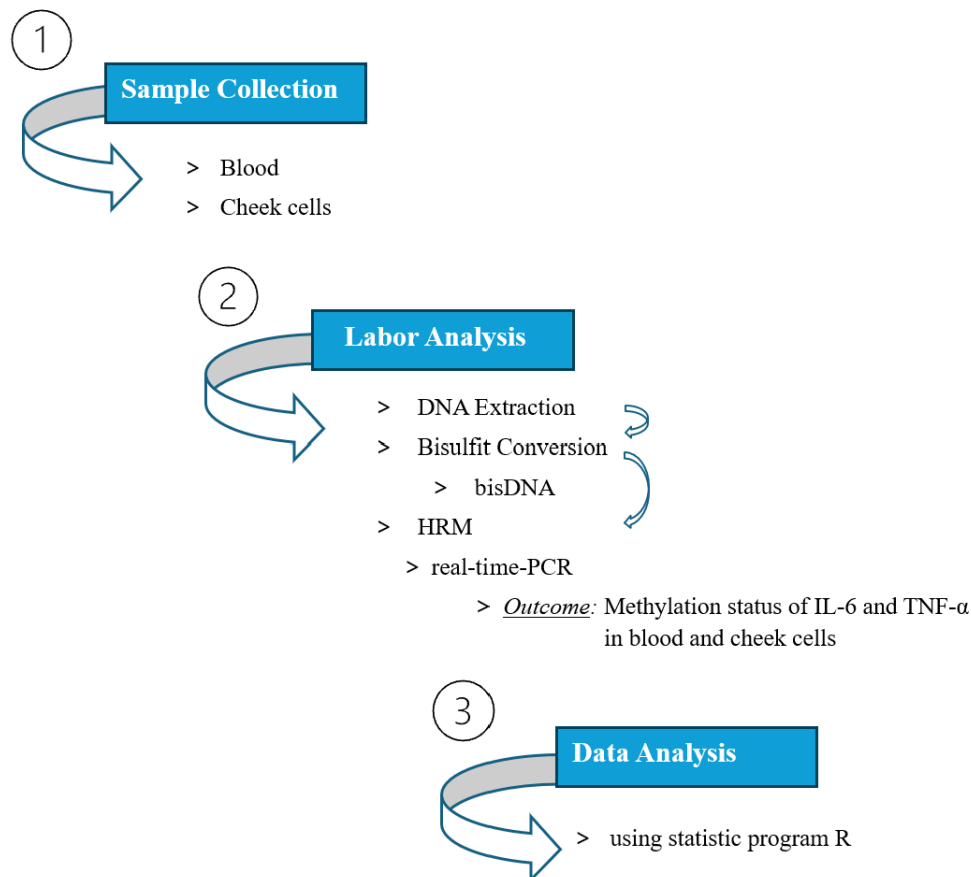 1
Sample Collection
> Blood
> Cheek cells
2
Labor Analysis
> DNA Extraction
> Bisulfit Conversion
> bisDNA
> HRM
> real-time-PCR
> Outcome: Methylation status of IL-6 and TNF-α
in blood and cheek cells
3
Data Analysis
> using statistic program R